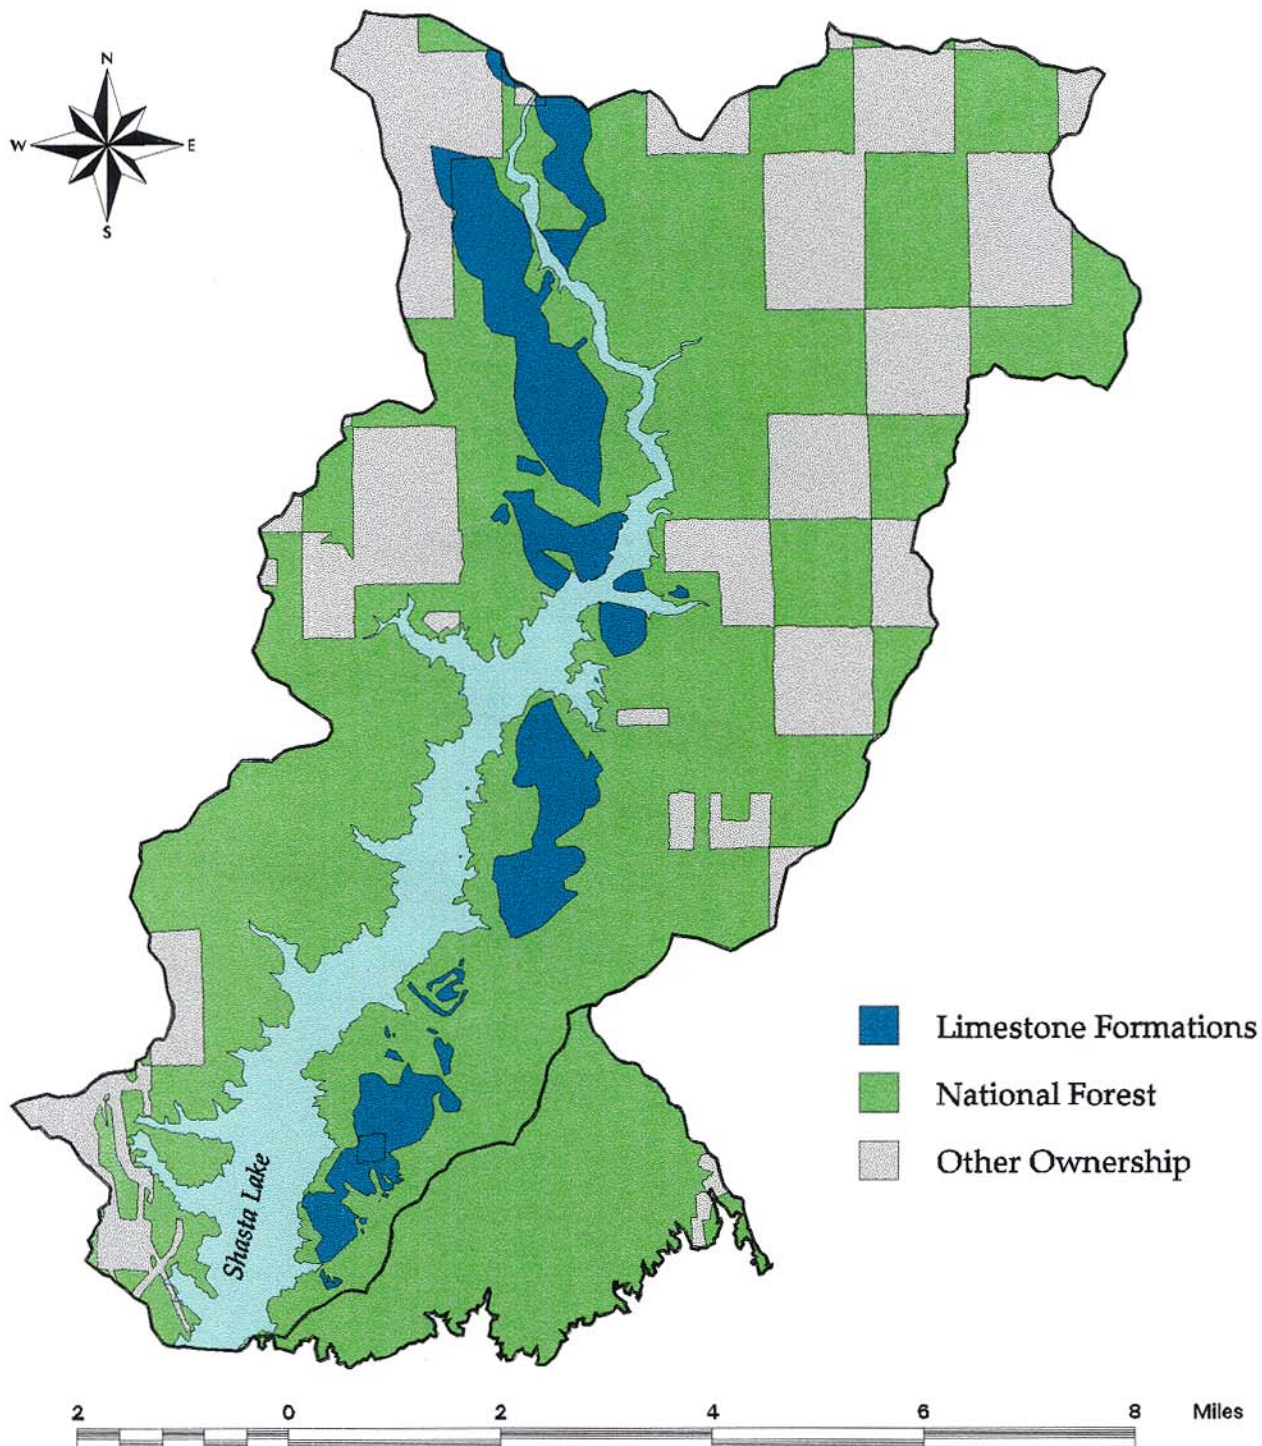 N
W E
S
Limestone Formations
National Forest
Other Ownership
Shasta Lake
2 0 2 4 6 8 Miles